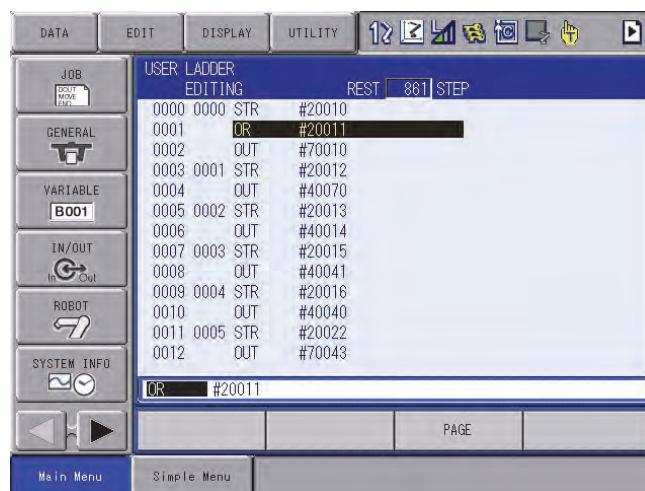 DATA EDIT DISPLAY UTILITY 12
JOB
DOUT
MOVE
END
GENERAL
VARIABLE
B001
IN/OUT
In Out
ROBOT
SYSTEM INFO
USER LADDER
EDITING REST 861 STEP
0000 0000 STR #20010
0001 OR #20011
0002 OUT #70010
0003 0001 STR #20012
0004 OUT #40070
0005 0002 STR #20013
0006 OUT #40014
0007 0003 STR #20015
0008 OUT #40041
0009 0004 STR #20016
0010 OUT #40040
0011 0005 STR #20022
0012 OUT #70043
OR #20011
PAGE
Main Menu Simple Menu